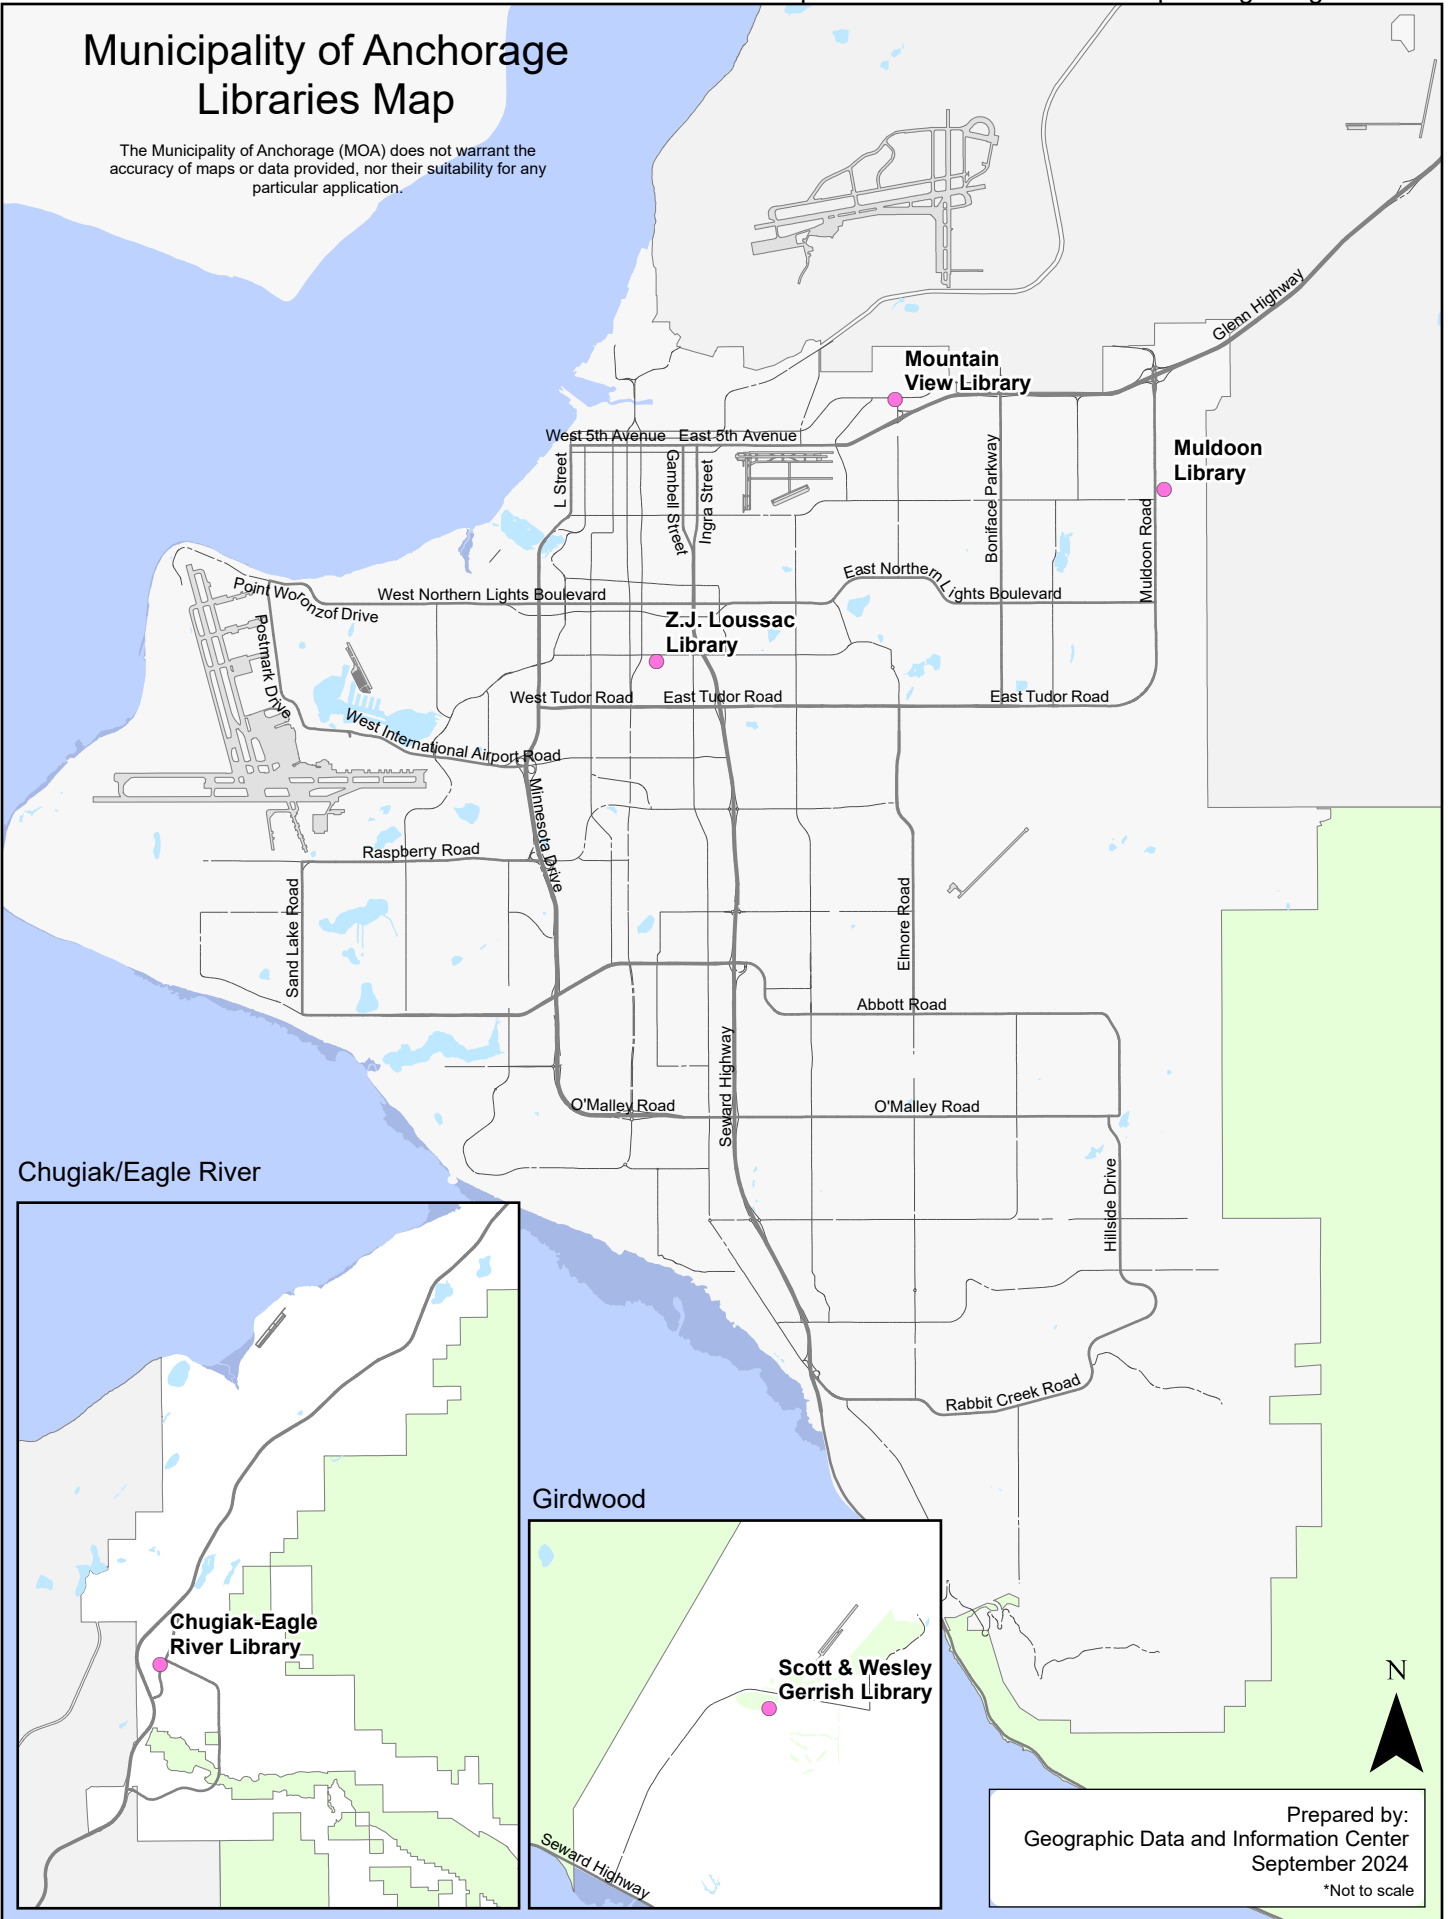 Municipality of Anchorage
Libraries Map
The Municipality of Anchorage (MOA) does not warrant the
accuracy of maps or data provided, nor their suitability for any
particular application.
Glenn Highway
Mountain
View Library
West 5th Avenue
East 5th Avenue
Muldoon
Library
L Street
Gambell Street
Ingra Street
Boniface Parkway
Muldoon Road
East Northern Lights Boulevard
Point Woronzof Drive
West Northern Lights Boulevard
Postmark Drive
Z.J. Loussac
Library
West Tudor Road
East Tudor Road
East Tudor Road
West International Airport Road
Minnesota Drive
Raspberry Road
Sand Lake Road
Elmore Road
Abbott Road
Seward Highway
O'Malley Road
O'Malley Road
Hillside Drive
Rabbit Creek Road
Chugiak/Eagle River
Chugiak-Eagle
River Library
Girdwood
Scott & Wesley
Gerrish Library
Seward Highway
N
Prepared by:
Geographic Data and Information Center
September 2024
*Not to scale